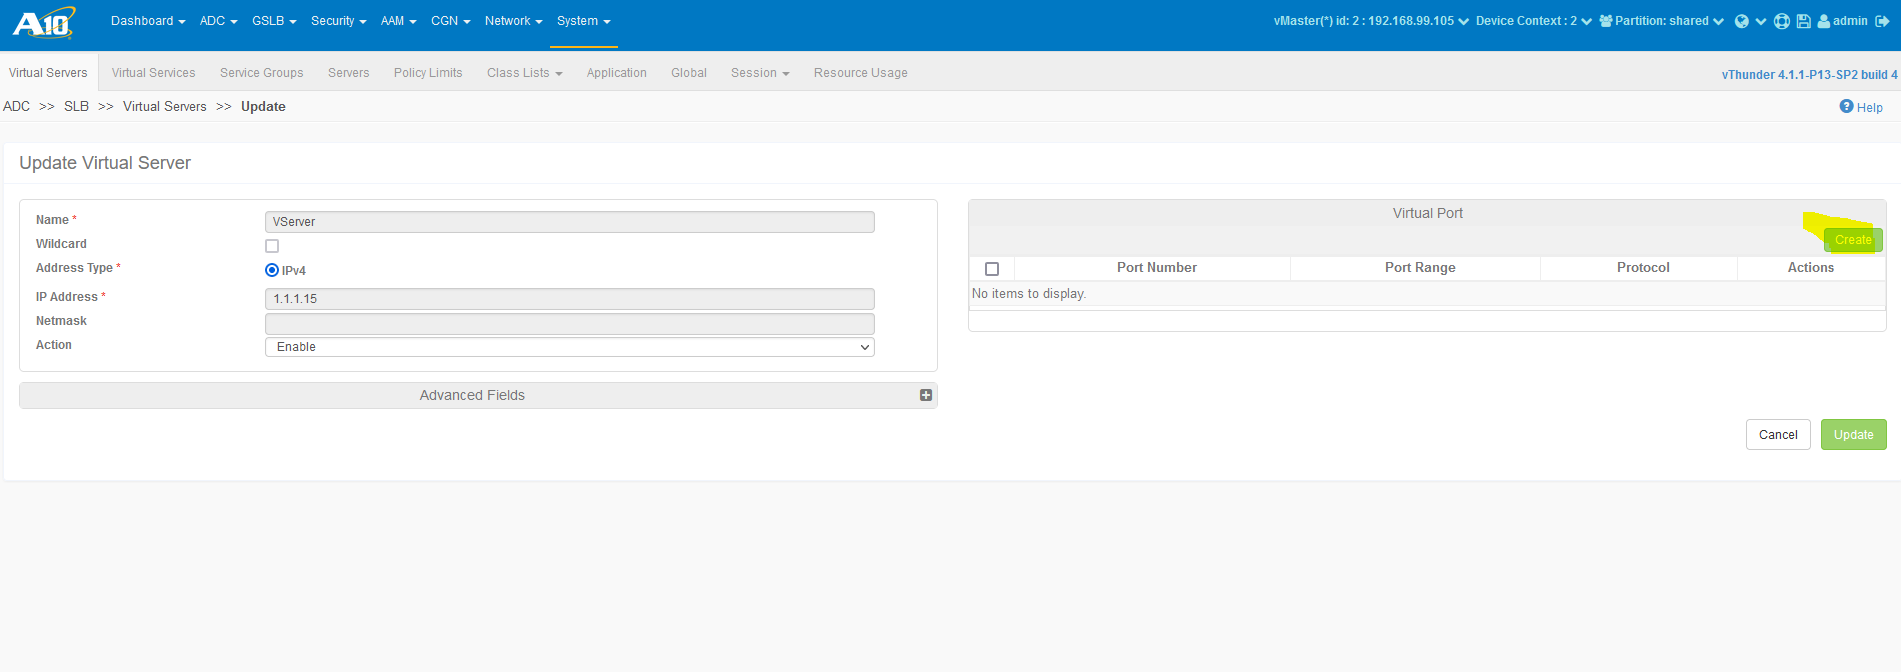 A10
Dashboard ADC GSLB Security AAM CGN Network System
vMaster(*) id: 2 : 192.168.99.105 Device Context : 2 Partition: shared admin
Virtual Servers Virtual Services Service Groups Servers Policy Limits Class Lists Application Global Session Resource Usage
vThunder 4.1.1-P13-SP2 build 4
ADC >> SLB >> Virtual Servers >> Update
? Help
Update Virtual Server
Name * VServer
Wildcard
Address Type * IPv4
IP Address * 1.1.1.15
Netmask
Action Enable
Advanced Fields
Virtual Port
Create
Port Number Port Range Protocol Actions
No items to display.
Cancel Update